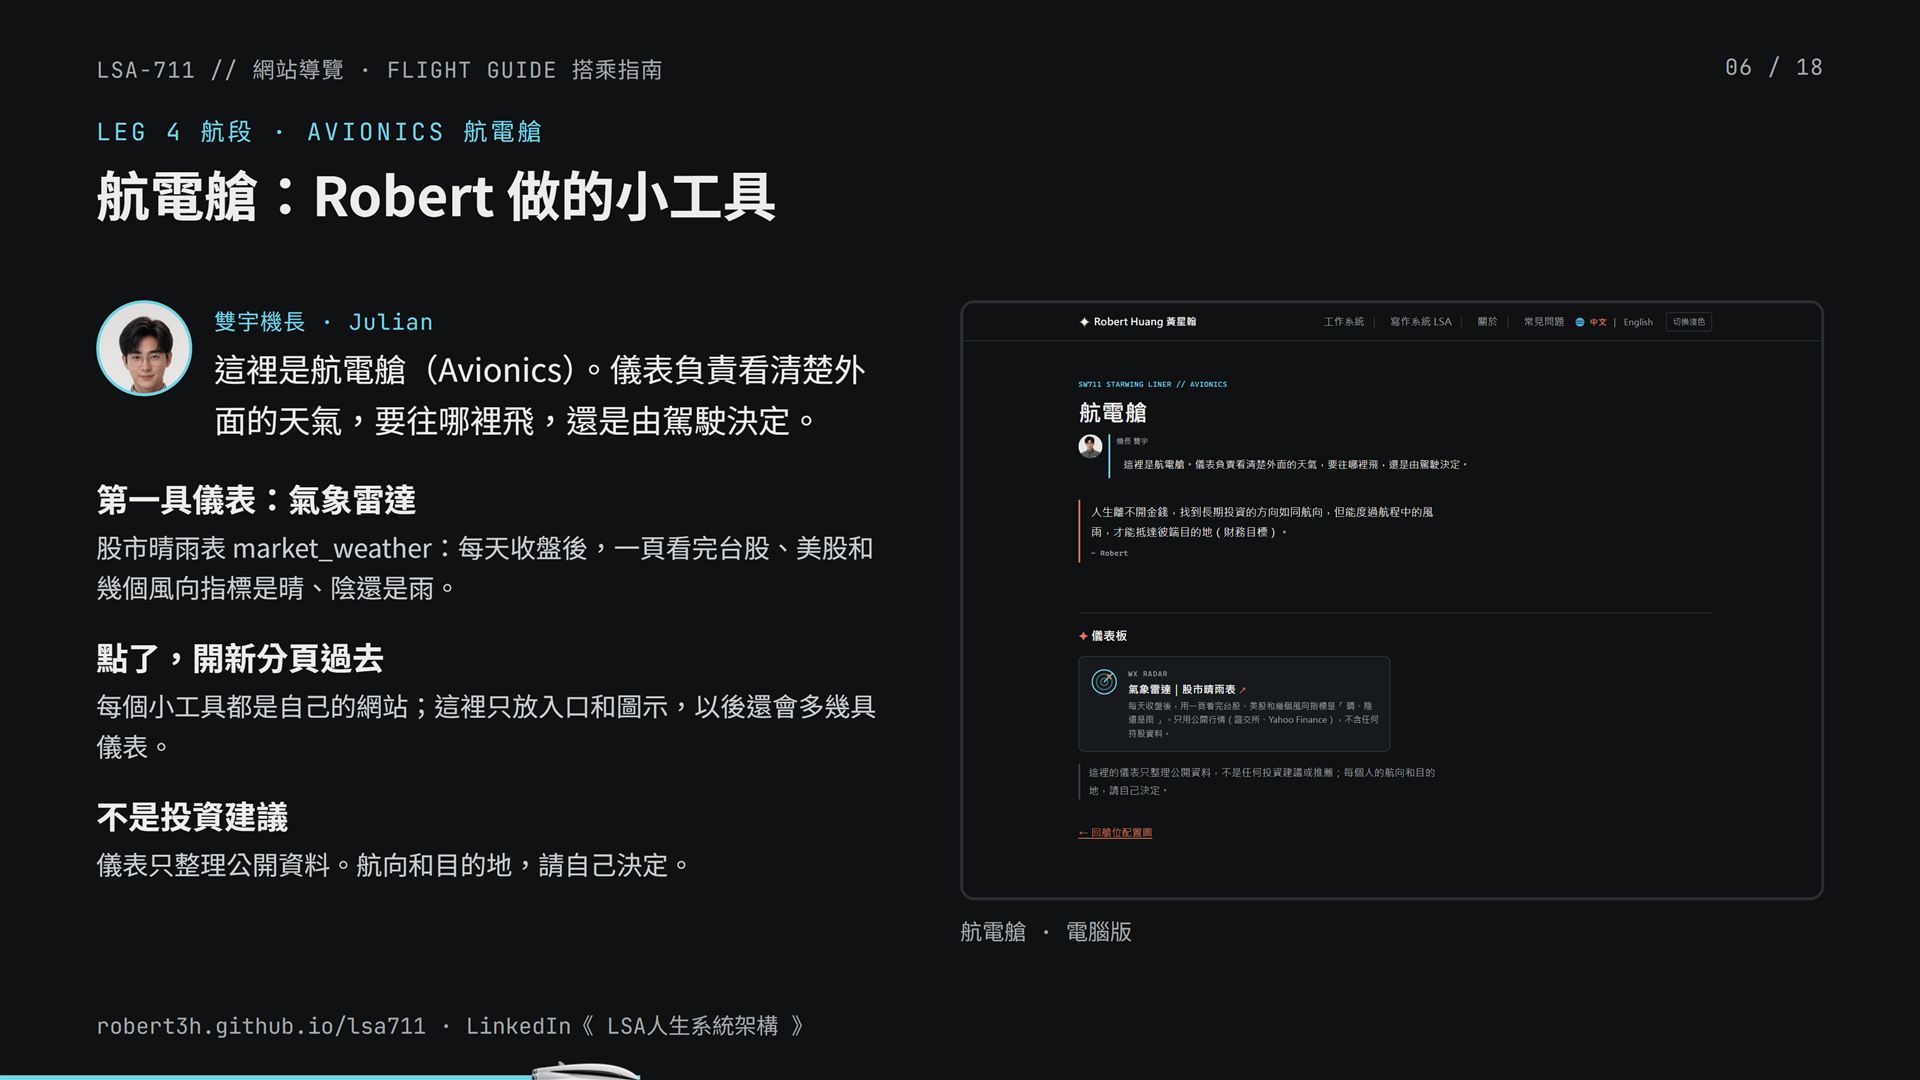 LSA-711 // 網站導覽 · FLIGHT GUIDE 搭乘指南
06 / 18
LEG 4 航段 · AVIONICS 航電艙
航電艙：Robert 做的小工具
雙宇機長 · Julian
這裡是航電艙（Avionics）。儀表負責看清楚外
面的天氣，要往哪裡飛，還是由駕駛決定。
第一具儀表：氣象雷達
股市晴雨表 market_weather：每天收盤後，一頁看完台股、美股和
幾個風向指標是晴、陰還是雨。
點了，開新分頁過去
每個小工具都是自己的網站；這裡只放入口和圖示，以後還會多幾具
儀表。
不是投資建議
儀表只整理公開資料。航向和目的地，請自己決定。
✦ Robert Huang 黃星翰
工作系統 | 寫作系統 LSA | 關於 | 常見問題 中文 | English 切換淺色
SW711 STARWING LINER // AVIONICS
航電艙
機長 雙宇
這裡是航電艙。儀表負責看清楚外面的天氣，要往哪裡飛，還是由駕駛決定。
人生離不開金錢，找到長期投資的方向如同航向，但能度過航程中的風
雨，才能抵達彼端目的地（財務目標）。
— Robert
✦ 儀表板
WX RADAR
氣象雷達｜股市晴雨表 ↗
每天收盤後，用一頁看完台股、美股和幾個風向指標是「 晴、陰
還是雨 」。只用公開行情（證交所、Yahoo Finance），不含任何
持股資料。
這裡的儀表只整理公開資料，不是任何投資建議或推薦；每個人的航向和目的
地，請自己決定。
← 回艙位配置圖
航電艙 · 電腦版
robert3h.github.io/lsa711 · LinkedIn《 LSA人生系統架構 》